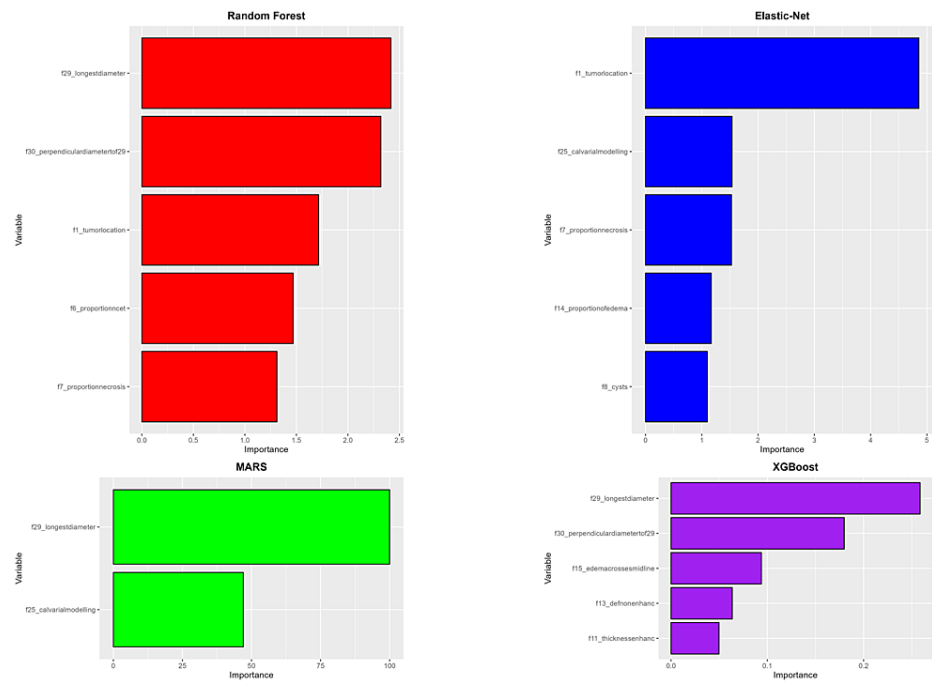 Random Forest
Variable
f29_longestdiameter
f30_perpendiculardiametertof29
f1_tumorlocation
f6_proportionncet
f7_proportionnecrosis
0.0 0.5 1.0 1.5 2.0 2.5
Importance
Elastic-Net
Variable
f1_tumorlocation
f25_calvarialmodelling
f7_proportionnecrosis
f14_proportionofedema
f8_cysts
0 1 2 3 4 5
Importance
MARS
Variable
f29_longestdiameter
f25_calvarialmodelling
0 25 50 75 100
Importance
XGBoost
Variable
f29_longestdiameter
f30_perpendiculardiametertof29
f15_edemacrossesmidline
f13_defnonenhanc
f11_thicknessenhanc
0.0 0.1 0.2
Importance